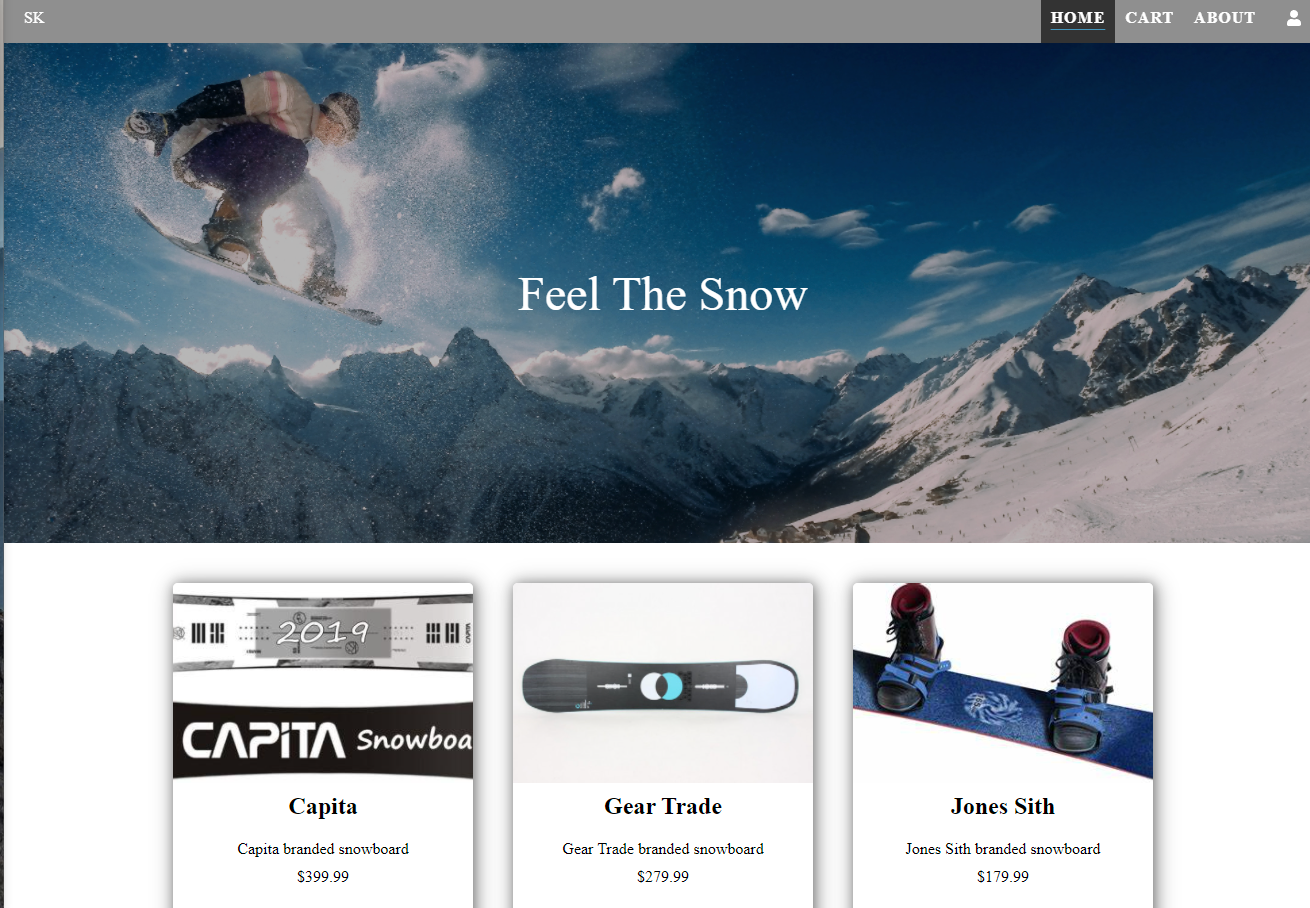 SK
HOME CART ABOUT
Feel The Snow
2019
CAPiTA Snowboa
Capita
Capita branded snowboard
$399.99
Gear Trade
Gear Trade branded snowboard
$279.99
Jones Sith
Jones Sith branded snowboard
$179.99